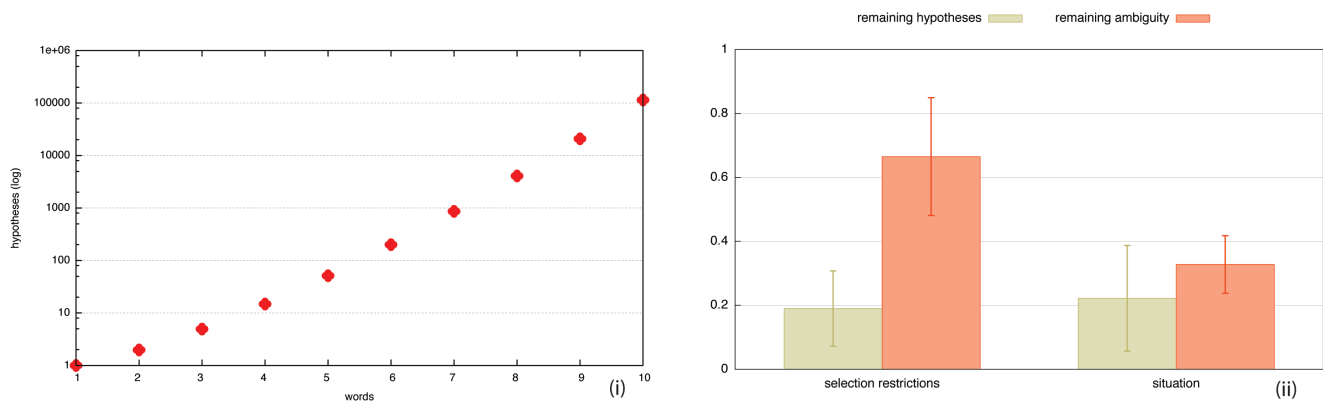 1e+06
100000
10000
1000
100
10
1
hypotheses (log)
1 2 3 4 5 6 7 8 9 10
words
(i)
remaining hypotheses remaining ambiguity
1
0.8
0.6
0.4
0.2
0
selection restrictions situation
(ii)